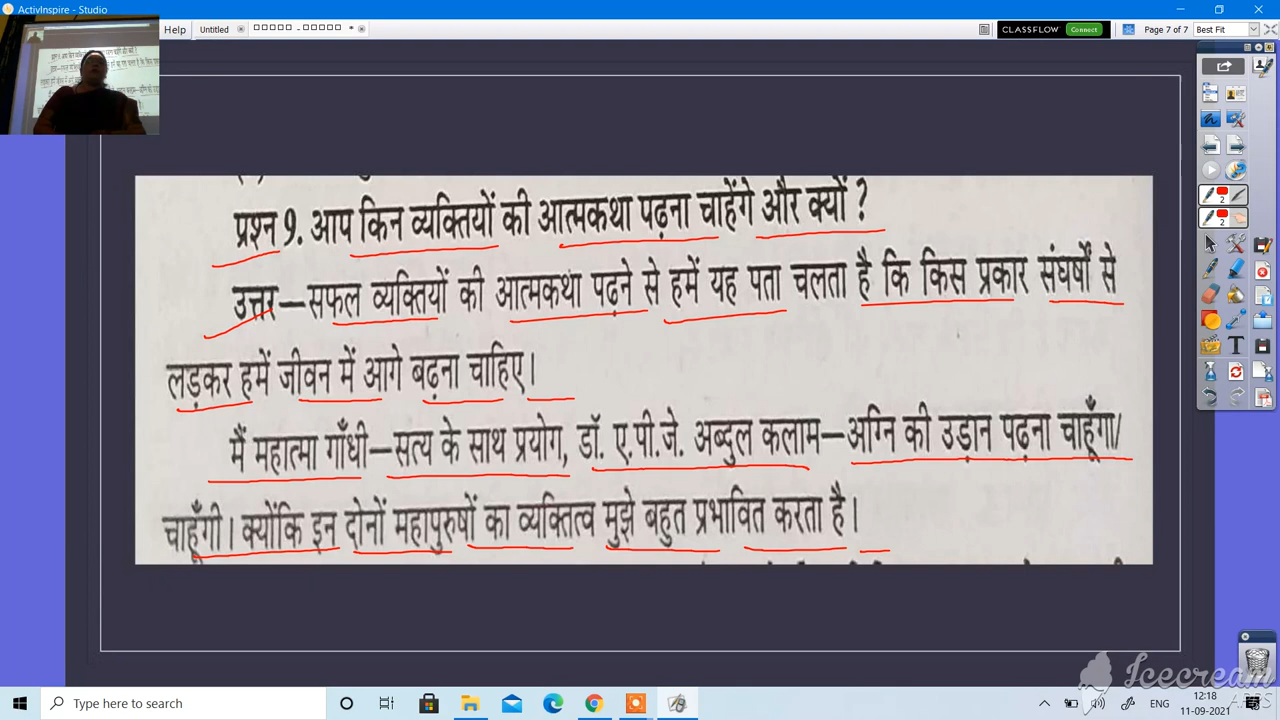 ActivInspire - Studio
Help Untitled CLASSFLOW Connect Page 7 of 7 Best Fit
प्रश्न 9. आप किन व्यक्तियों की आत्मकथा पढ़ना चाहेंगे और क्यों ?
उत्तर—सफल व्यक्तियों की आत्मकथा पढ़ने से हमें यह पता चलता है कि किस प्रकार संघर्षों से
लड़कर हमें जीवन में आगे बढ़ना चाहिए।
मैं महात्मा गाँधी—सत्य के साथ प्रयोग, डॉ. ए.पी.जे. अब्दुल कलाम—अग्नि की उड़ान पढ़ना चाहूँगा/
चाहूँगी। क्योंकि इन दोनों महापुरुषों का व्यक्तित्व मुझे बहुत प्रभावित करता है।
2
2
Icecream
APPS
Type here to search
ENG
12:18
11-09-2021